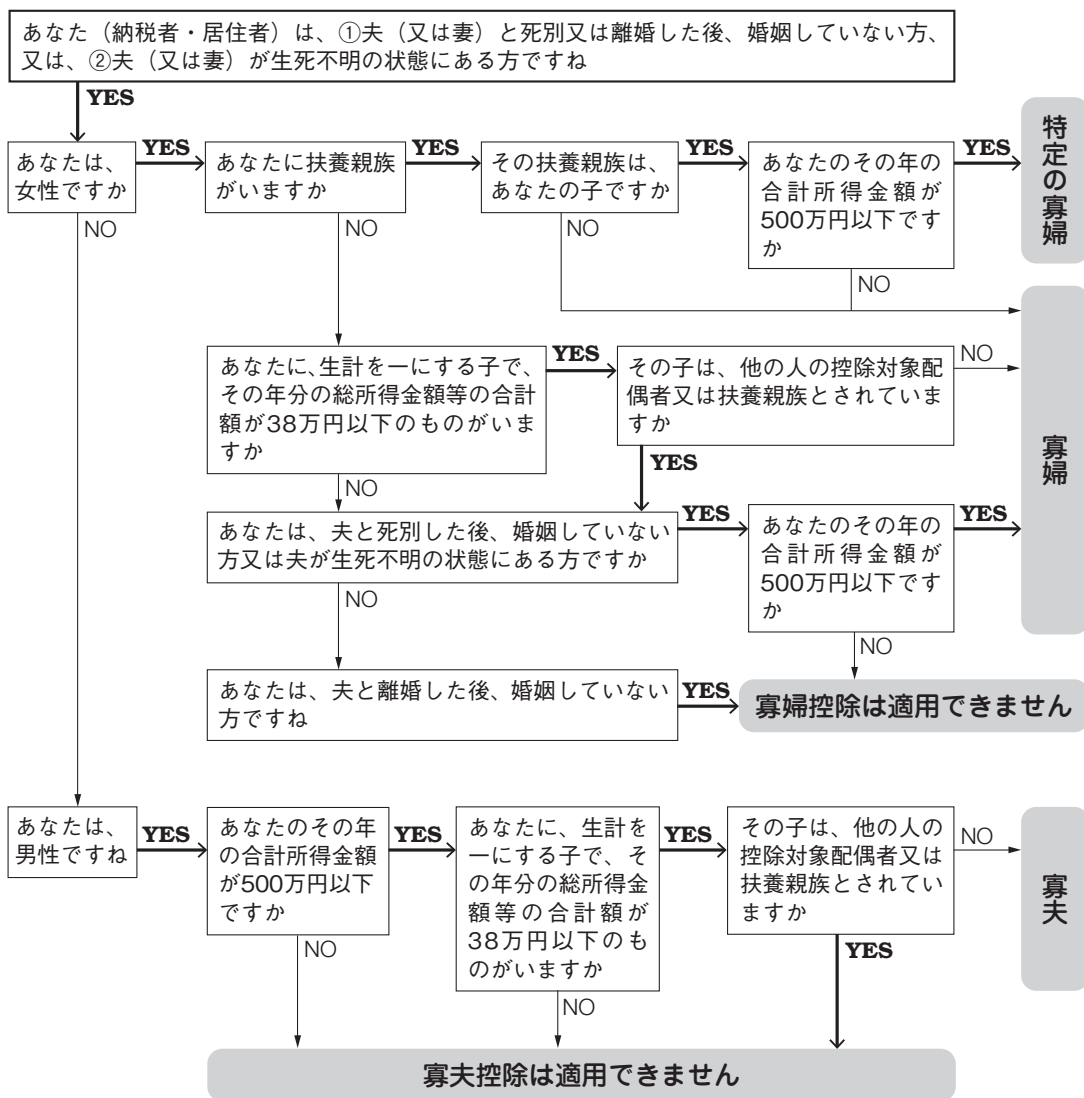 あなた（納税者・居住者）は、①夫（又は妻）と死別又は離婚した後、婚姻していない方、
又は、②夫（又は妻）が生死不明の状態にある方ですね
YES
あなたは、
女性ですか
YES
あなたに扶養親族
がいますか
YES
その扶養親族は、
あなたの子ですか
YES
あなたのその年の
合計所得金額が
500万円以下です
か
YES
特定の寡婦
NO
NO
NO
NO
あなたに、生計を一にする子で、
その年分の総所得金額等の合計
額が38万円以下のものがいま
すか
YES
その子は、他の人の控除対象配
偶者又は扶養親族とされていま
すか
NO
寡婦
YES
NO
あなたは、夫と死別した後、婚姻していない
方又は夫が生死不明の状態にある方ですか
YES
あなたのその年の
合計所得金額が
500万円以下です
か
YES
NO
NO
あなたは、夫と離婚した後、婚姻していない
方ですね
YES
寡婦控除は適用できません
あなたは、
男性ですね
YES
あなたのその年
の合計所得金額
が500万円以下
ですか
YES
あなたに、生計を
一にする子で、そ
の年分の総所得金
額等の合計額が
38万円以下のも
のがいますか
YES
その子は、他の人の
控除対象配偶者又は
扶養親族とされてい
ますか
NO
寡夫
NO
NO
YES
寡夫控除は適用できません